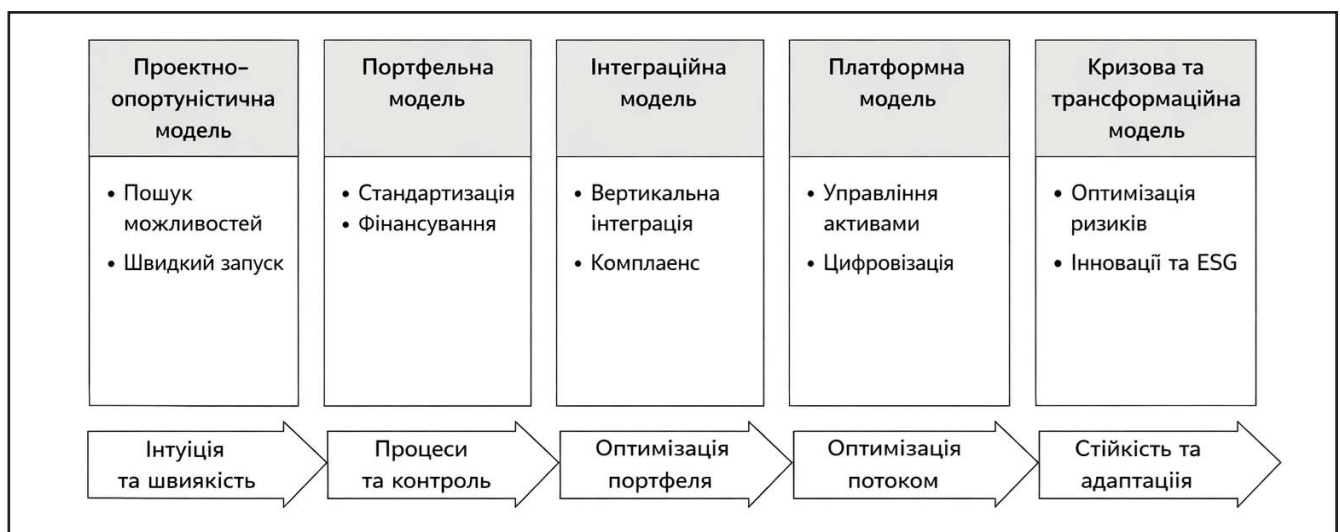 Проектно–
опортуністична
модель
• Пошук
можливостей
• Швидкий запуск
Портфельна
модель
• Стандартизація
• Фінансування
Інтеграційна
модель
• Вертикальна
інтеграція
• Комплаенс
Платформна
модель
• Управління
активами
• Цифровізація
Кризова та
трансформаційна
модель
• Оптимізація
ризиків
• Інновації та ESG
Інтуіція
та швиякість
Процеси
та контроль
Оптимізація
портфеля
Оптимізація
потоком
Стійкість та
адаптаціія